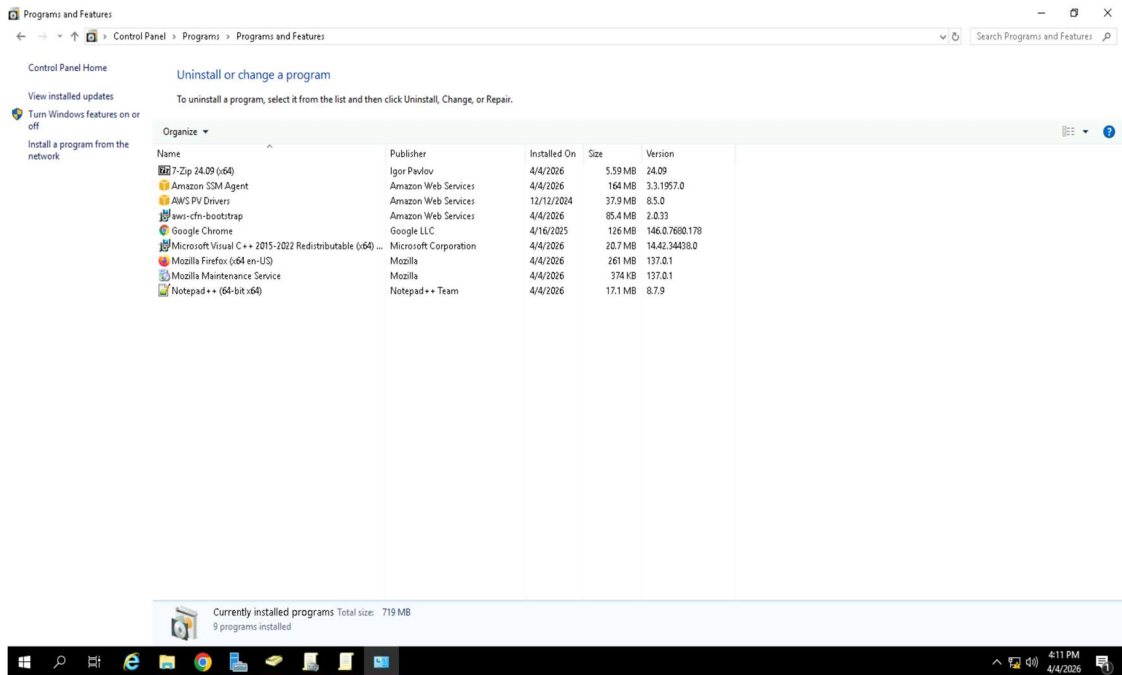 Programs and Features
Control Panel > Programs > Programs and Features
Search Programs and Features
Control Panel Home
View installed updates
Turn Windows features on or
off
Install a program from the
network
Uninstall or change a program
To uninstall a program, select it from the list and then click Uninstall, Change, or Repair.
Organize
Name Publisher Installed On Size Version
7-Zip 24.09 (x64) Igor Pavlov 4/4/2026 5.59 MB 24.09
Amazon SSM Agent Amazon Web Services 4/4/2026 164 MB 3.3.1957.0
AWS PV Drivers Amazon Web Services 12/12/2024 37.9 MB 8.5.0
aws-cfn-bootstrap Amazon Web Services 4/4/2026 85.4 MB 2.0.33
Google Chrome Google LLC 4/16/2025 126 MB 146.0.7680.178
Microsoft Visual C++ 2015-2022 Redistributable (x64) ... Microsoft Corporation 4/4/2026 20.7 MB 14.42.34438.0
Mozilla Firefox (x64 en-US) Mozilla 4/4/2026 261 MB 137.0.1
Mozilla Maintenance Service Mozilla 4/4/2026 374 KB 137.0.1
Notepad++ (64-bit x64) Notepad++ Team 4/4/2026 17.1 MB 8.7.9
Currently installed programs Total size: 719 MB
9 programs installed
4:11 PM
4/4/2026
1